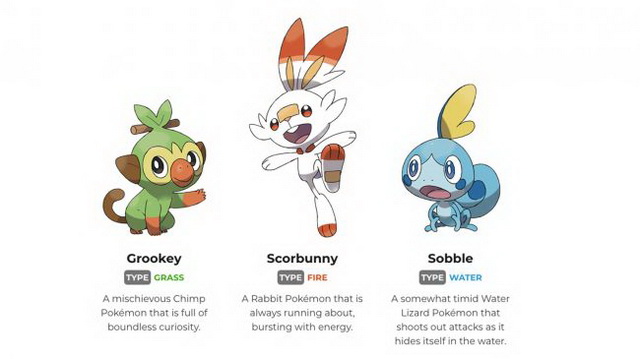 Grookey
TYPE GRASS
A mischievous Chimp
Pokémon that is full of
boundless curiosity.
Scorbunny
TYPE FIRE
A Rabbit Pokémon that is
always running about,
bursting with energy.
Sobble
TYPE WATER
A somewhat timid Water
Lizard Pokémon that
shoots out attacks as it
hides itself in the water.